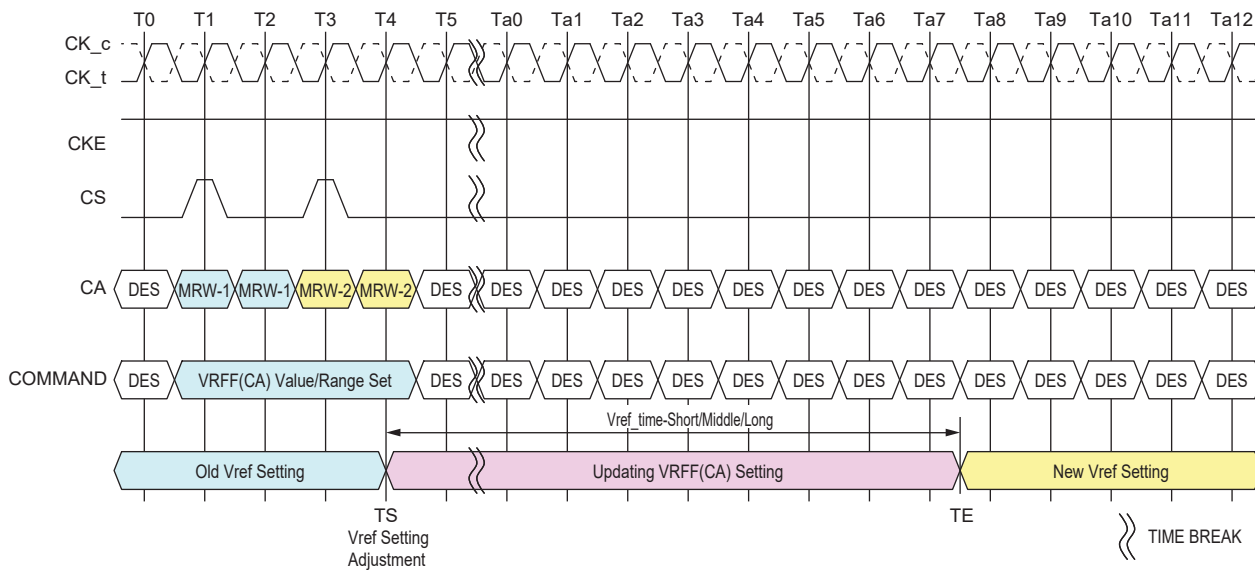 T0 T1 T2 T3 T4 T5 Ta0 Ta1 Ta2 Ta3 Ta4 Ta5 Ta6 Ta7 Ta8 Ta9 Ta10 Ta11 Ta12
CK_c
CK_t
CKE
CS
CA DES MRW-1 MRW-1 MRW-2 MRW-2 DES DES DES DES DES DES DES DES DES DES DES DES DES DES
COMMAND DES VRFF(CA) Value/Range Set DES DES DES DES DES DES DES DES DES DES DES DES DES DES
Vref_time-Short/Middle/Long
Old Vref Setting Updating VRFF(CA) Setting New Vref Setting
TS TE
Vref Setting
Adjustment
TIME BREAK